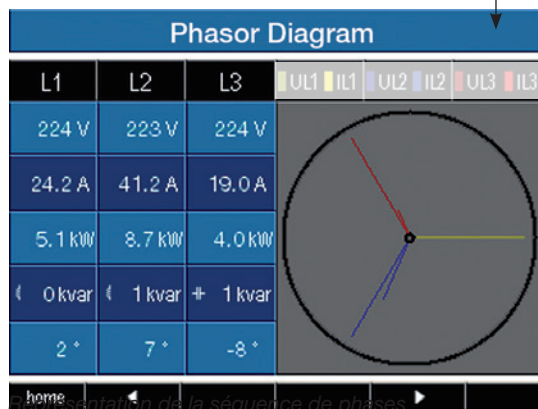 Phasor Diagram
L1 L2 L3 UL1 IL1 UL2 IL2 UL3 IL3
224 V 223 V 224 V
24.2 A 41.2 A 19.0 A
5.1 kW 8.7 kW 4.0 kW
0 kvar 1 kvar 1 kvar
2 ° 7 ° -8 °
home
Représentation de la séquence de phases